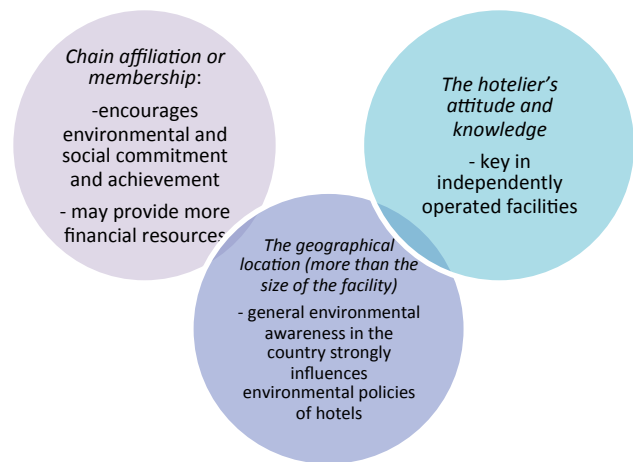 Chain affiliation or
membership:
-encourages
environmental and
social commitment
and achievement
- may provide more
financial resources
The hotelier’s
attitude and
knowledge
- key in
independently
operated facilities
The geographical
location (more than the
size of the facility)
- general environmental
awareness in the
country strongly
influences
environmental policies
of hotels